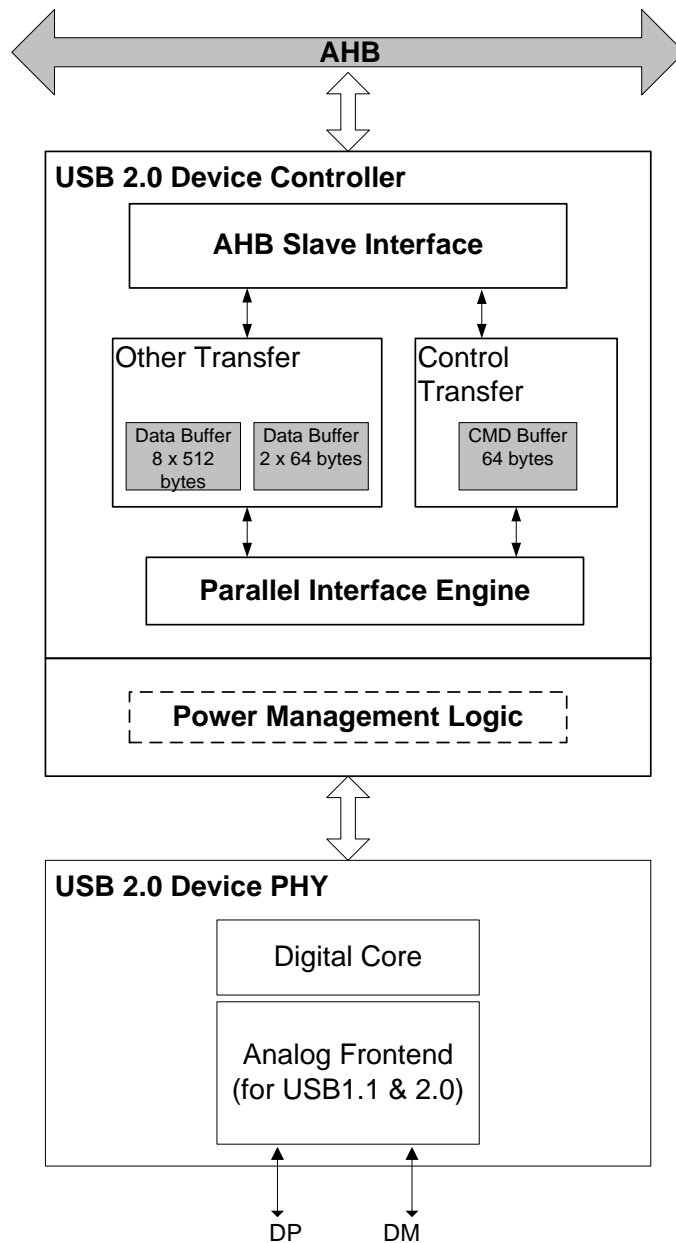 AHB
USB 2.0 Device Controller
AHB Slave Interface
Other Transfer
Data Buffer
8 x 512
bytes
Data Buffer
2 x 64 bytes
Control
Transfer
CMD Buffer
64 bytes
Parallel Interface Engine
Power Management Logic
USB 2.0 Device PHY
Digital Core
Analog Frontend
(for USB1.1 & 2.0)
DP
DM